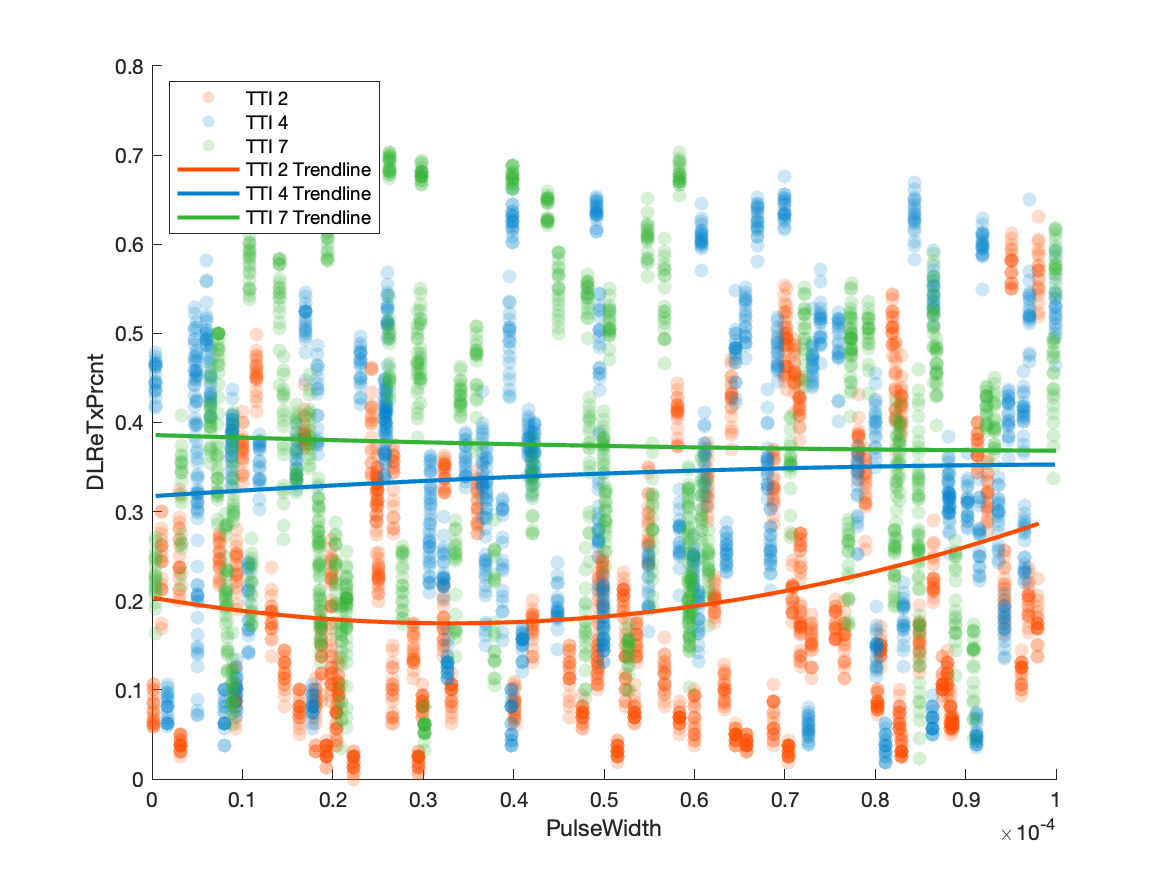 0.8
TTI 2
TTI 4
TTI 7
TTI 2 Trendline
TTI 4 Trendline
TTI 7 Trendline
0.7
0.6
0.5
0.4
0.3
0.2
0.1
0
DLReTxPrcnt
0 0.1 0.2 0.3 0.4 0.5 0.6 0.7 0.8 0.9 1
PulseWidth
×10-4